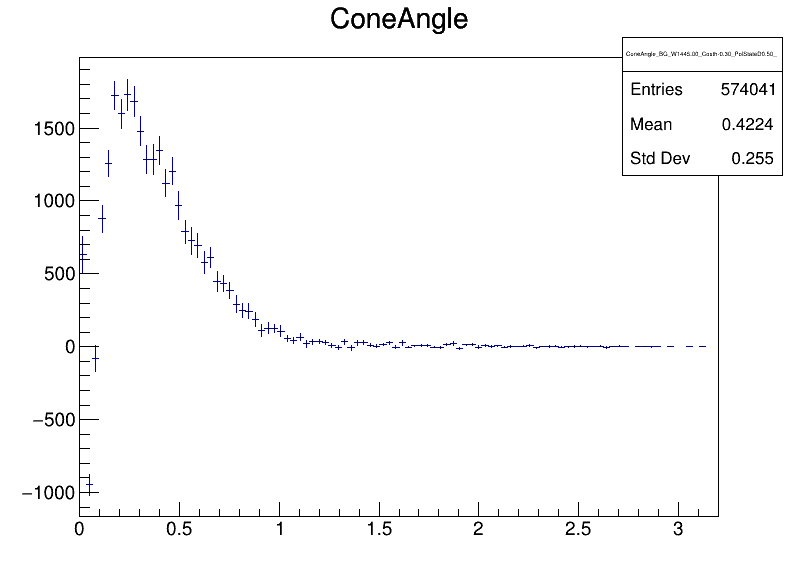 ConeAngle
ConeAngle_BG_W1445.00_Costh-0.30_PolStateD0.50_
Entries 574041
Mean 0.4224
Std Dev 0.255
1500
1000
500
0
−500
−1000
0 0.5 1 1.5 2 2.5 3